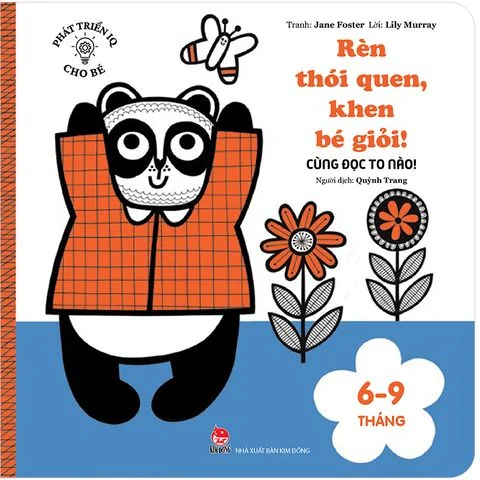 PHÁT TRIỂN IQ
CHO BÉ
Tranh: Jane Foster Lời: Lily Murray
Rèn
thói quen,
khen
bé giỏi!
CÙNG ĐỌC TO NÀO!
Người dịch: Quỳnh Trang
6-9
THÁNG
KIM ĐỒNG
NHÀ XUẤT BẢN KIM ĐỒNG